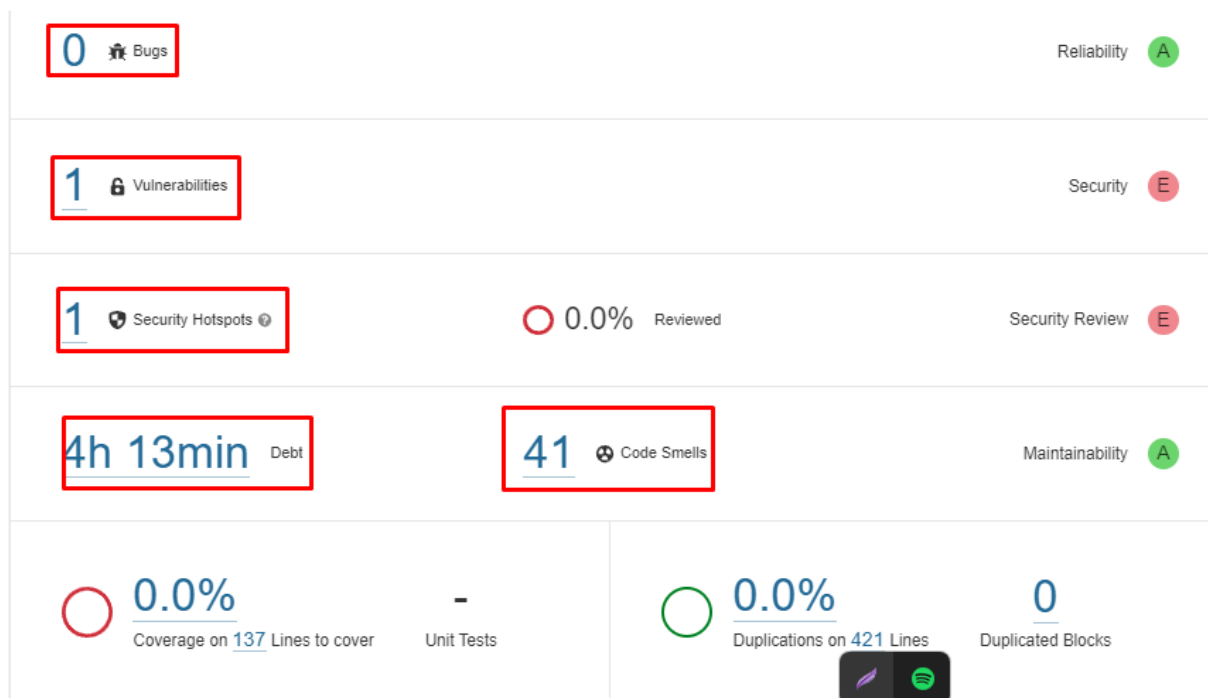 0 Bugs Reliability A
1 Vulnerabilities Security E
1 Security Hotspots ? 0.0% Reviewed Security Review E
4h 13min Debt 41 Code Smells Maintainability A
0.0% - 0.0% 0
Coverage on 137 Lines to cover Unit Tests Duplications on 421 Lines Duplicated Blocks